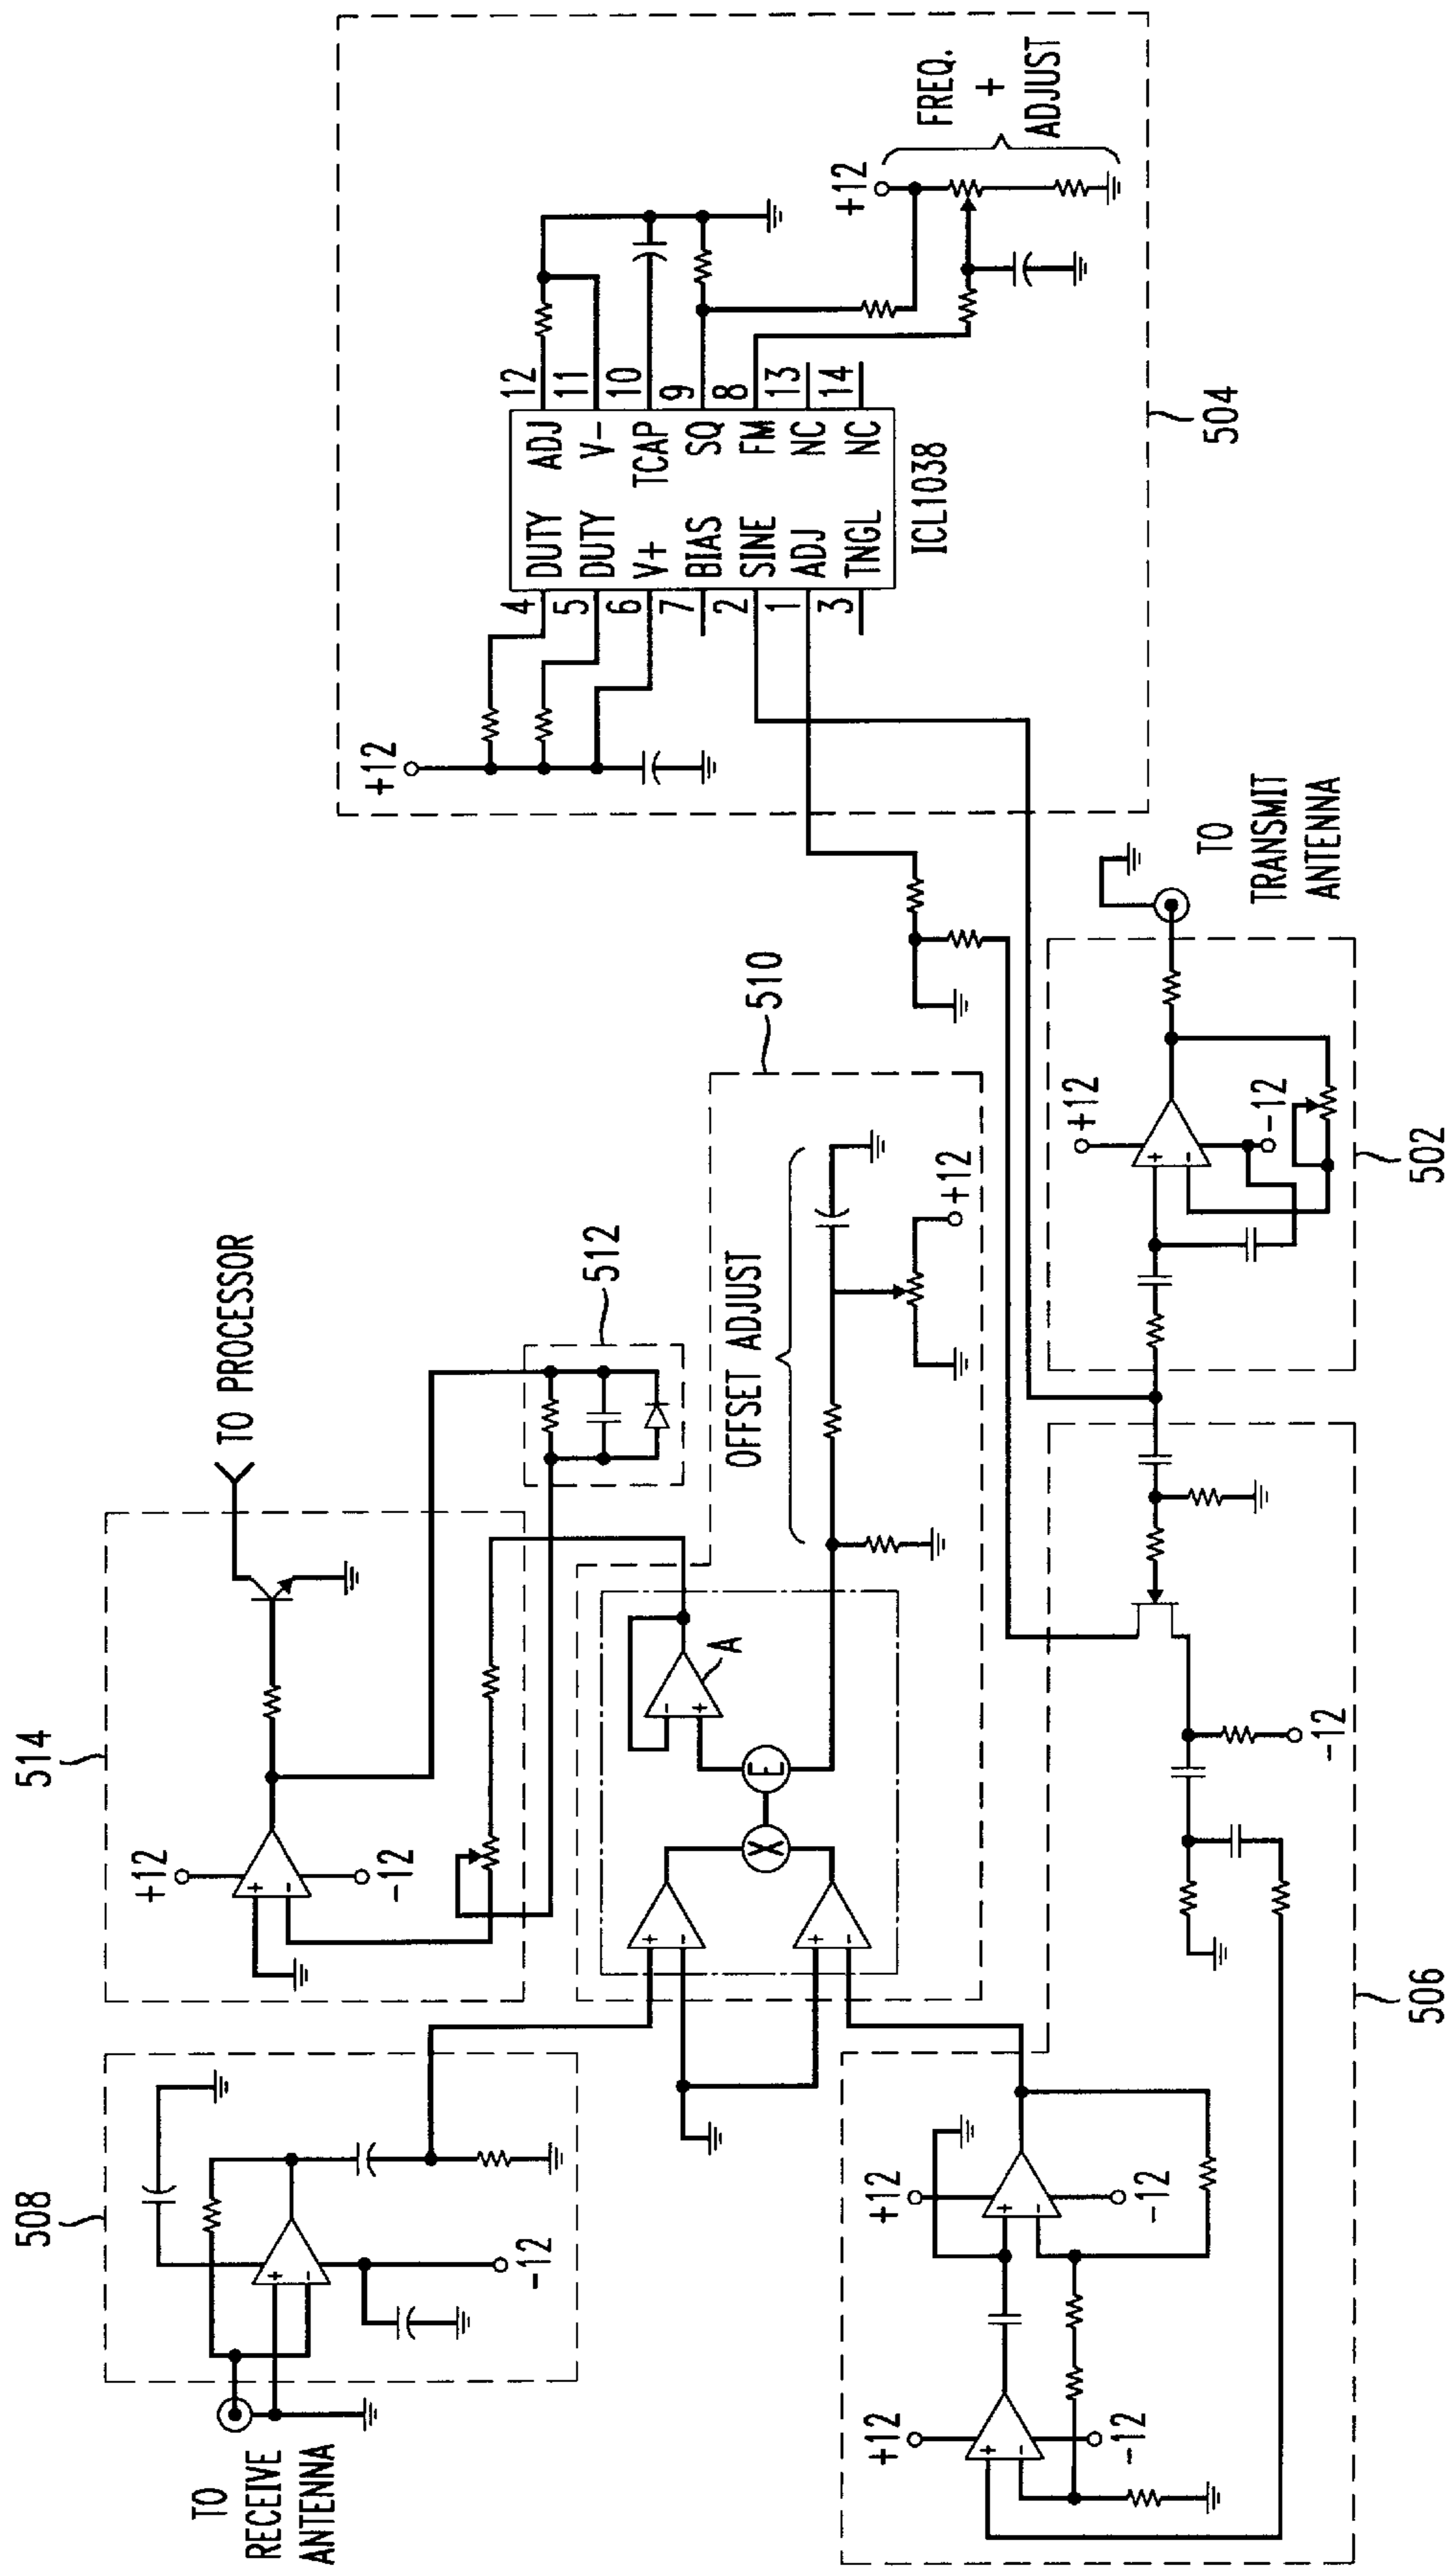 514
+12
-12
+
-
TO PROCESSOR
508
+
-
-12
TO
RECEIVE
ANTENNA
512
510
OFFSET ADJUST
+12
A
-
+
E
X
+
-
+
-
+12
4
5
6
7
2
1
3
DUTY
DUTY
V+
BIAS
SINE
ADJ
TNGL
ADJ
V-
TCAP
SQ
FM
NC
NC
12
11
10
9
8
13
14
ICL1038
+12
FREQ.
+
ADJUST
504
TO
TRANSMIT
ANTENNA
+12
-12
+
-
502
-12
506
+12
-12
+
-
+12
-12
+
-